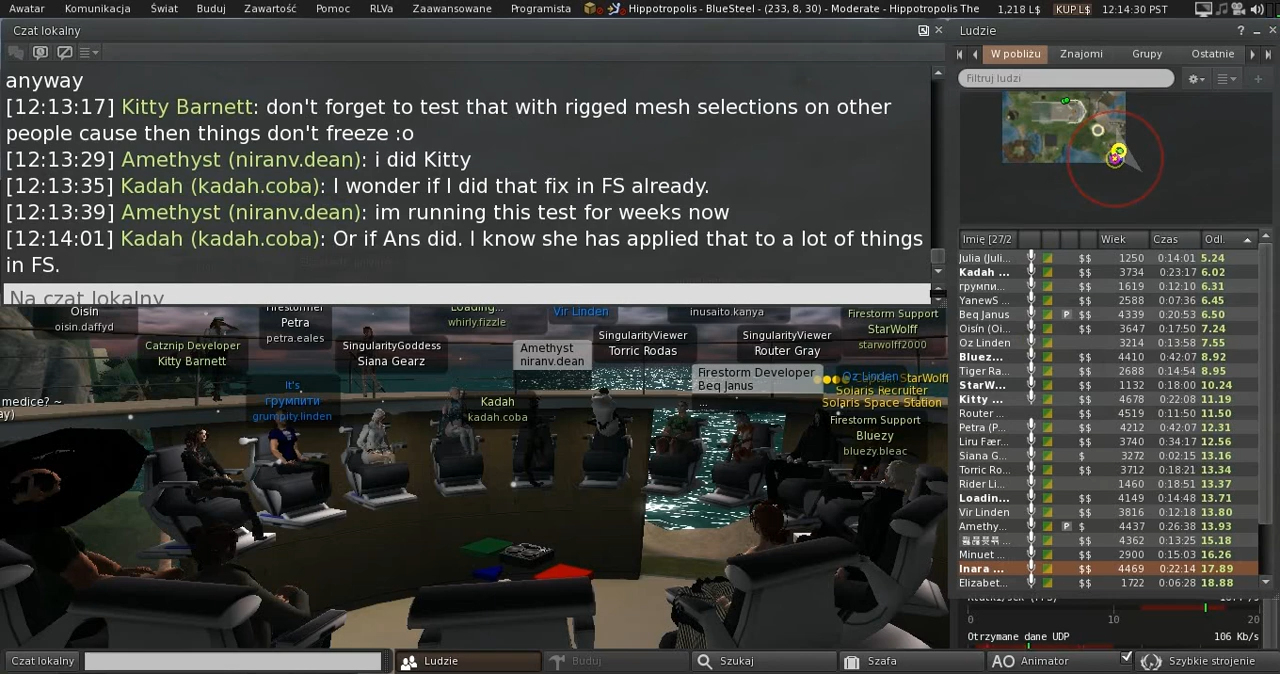 Awatar Komunikacja Świat Buduj Zawartość Pomoc RLVa Zaawansowane Programista Hippotropolis - BlueSteel - (233, 8, 30) - Moderate - Hippotropolis The 1,218 L$ KUP L$ 12:14:30 PST
Czat lokalny
anyway
[12:13:17] Kitty Barnett: don't forget to test that with rigged mesh selections on other
people cause then things don't freeze :o
[12:13:29] Amethyst (niranv.dean): i did Kitty
[12:13:35] Kadah (kadah.coba): I wonder if I did that fix in FS already.
[12:13:39] Amethyst (niranv.dean): im running this test for weeks now
[12:14:01] Kadah (kadah.coba): Or if Ans did. I know she has applied that to a lot of things
in FS.
Na czat lokalny
Oisin
oisin.daffyd
Petra
petra.eales
Loading...
whirly.fizzle
Vir Linden
inusaito.kanya
Firestorm Support
StarWolff
starwolff2000
Catznip Developer
Kitty Barnett
SingularityGoddess
Siana Gearz
Amethyst
niranv.dean
SingularityViewer
Torric Rodas
SingularityViewer
Router Gray
Firestorm Developer
Beq Janus
...
Oz Linden
StarWolff
Solaris Recruiter
Solaris Space Station
It's
грумпити
grumpity.linden
medice? ~
ay)
Kadah
kadah.coba
Firestorm Support
Bluezy
bluezy.bleac
Ludzie
W pobliżu Znajomi Grupy Ostatnie
Filtruj ludzi
Imię [27/2 Wiek Czas Odl.
Julia (Juli... 1250 0:14:01 5.24
Kadah ... $$ 3734 0:23:17 6.02
грумпи... 1619 0:12:10 6.31
YanewS ... $$ 2588 0:07:36 6.45
Beq Janus P $$ 4339 0:20:53 6.50
Oisín (Oi... $$ 3647 0:17:50 7.24
Oz Linden $$ 3214 0:13:58 7.55
Bluez... $$ 4410 0:42:07 8.92
Tiger Ra... $$ 2688 0:14:54 8.95
StarW... $$ 1132 0:18:00 10.24
Kitty ... $$ 4678 0:22:08 11.19
Router ... 4519 0:11:50 11.50
Petra (P... $$ 4212 0:42:07 12.31
Liru Fær... $$ 3740 0:34:17 12.56
Siana G... $ 3272 0:02:15 13.16
Torric Ro... $$ 3712 0:18:21 13.34
Rider Li... 1460 0:18:51 13.37
Loadin... $$ 4149 0:14:48 13.71
Vir Linden $$ 3816 0:12:18 13.80
Amethy... P $ 4437 0:26:38 13.93
$$ 4362 0:13:25 15.18
Minuet ... $$ 2900 0:15:03 16.26
Inara ... $$ 4469 0:22:14 17.89
Elizabet... $$ 1722 0:06:28 18.88
0 10 20
Otrzymane dane UDP 106 Kb/s
Czat lokalny Ludzie Buduj Szukaj Szafa AO Animator Szybkie strojenie